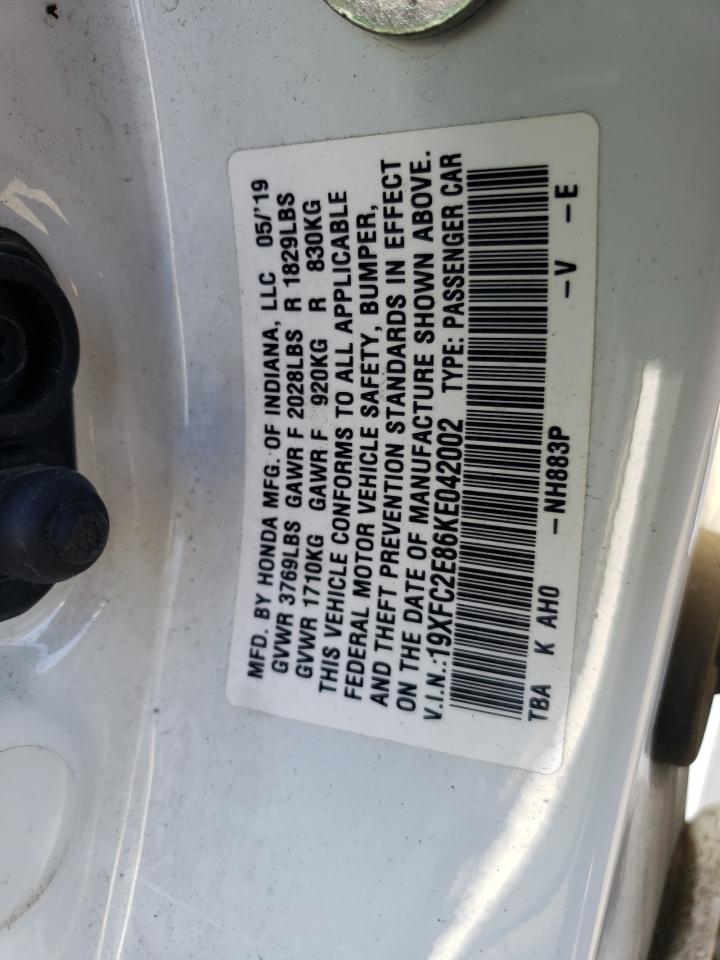 MFD. BY HONDA MFG. OF INDIANA, LLC 05/'19
GVWR 3769LBS GAWR F 2028LBS R 1829LBS
GVWR 1710KG GAWR F 920KG R 830KG
THIS VEHICLE CONFORMS TO ALL APPLICABLE
FEDERAL MOTOR VEHICLE SAFETY, BUMPER,
AND THEFT PREVENTION STANDARDS IN EFFECT
ON THE DATE OF MANUFACTURE SHOWN ABOVE.
V.I.N.:19XFC2E86KE042002 TYPE: PASSENGER CAR
TBA K AH0 –NH883P –V –E